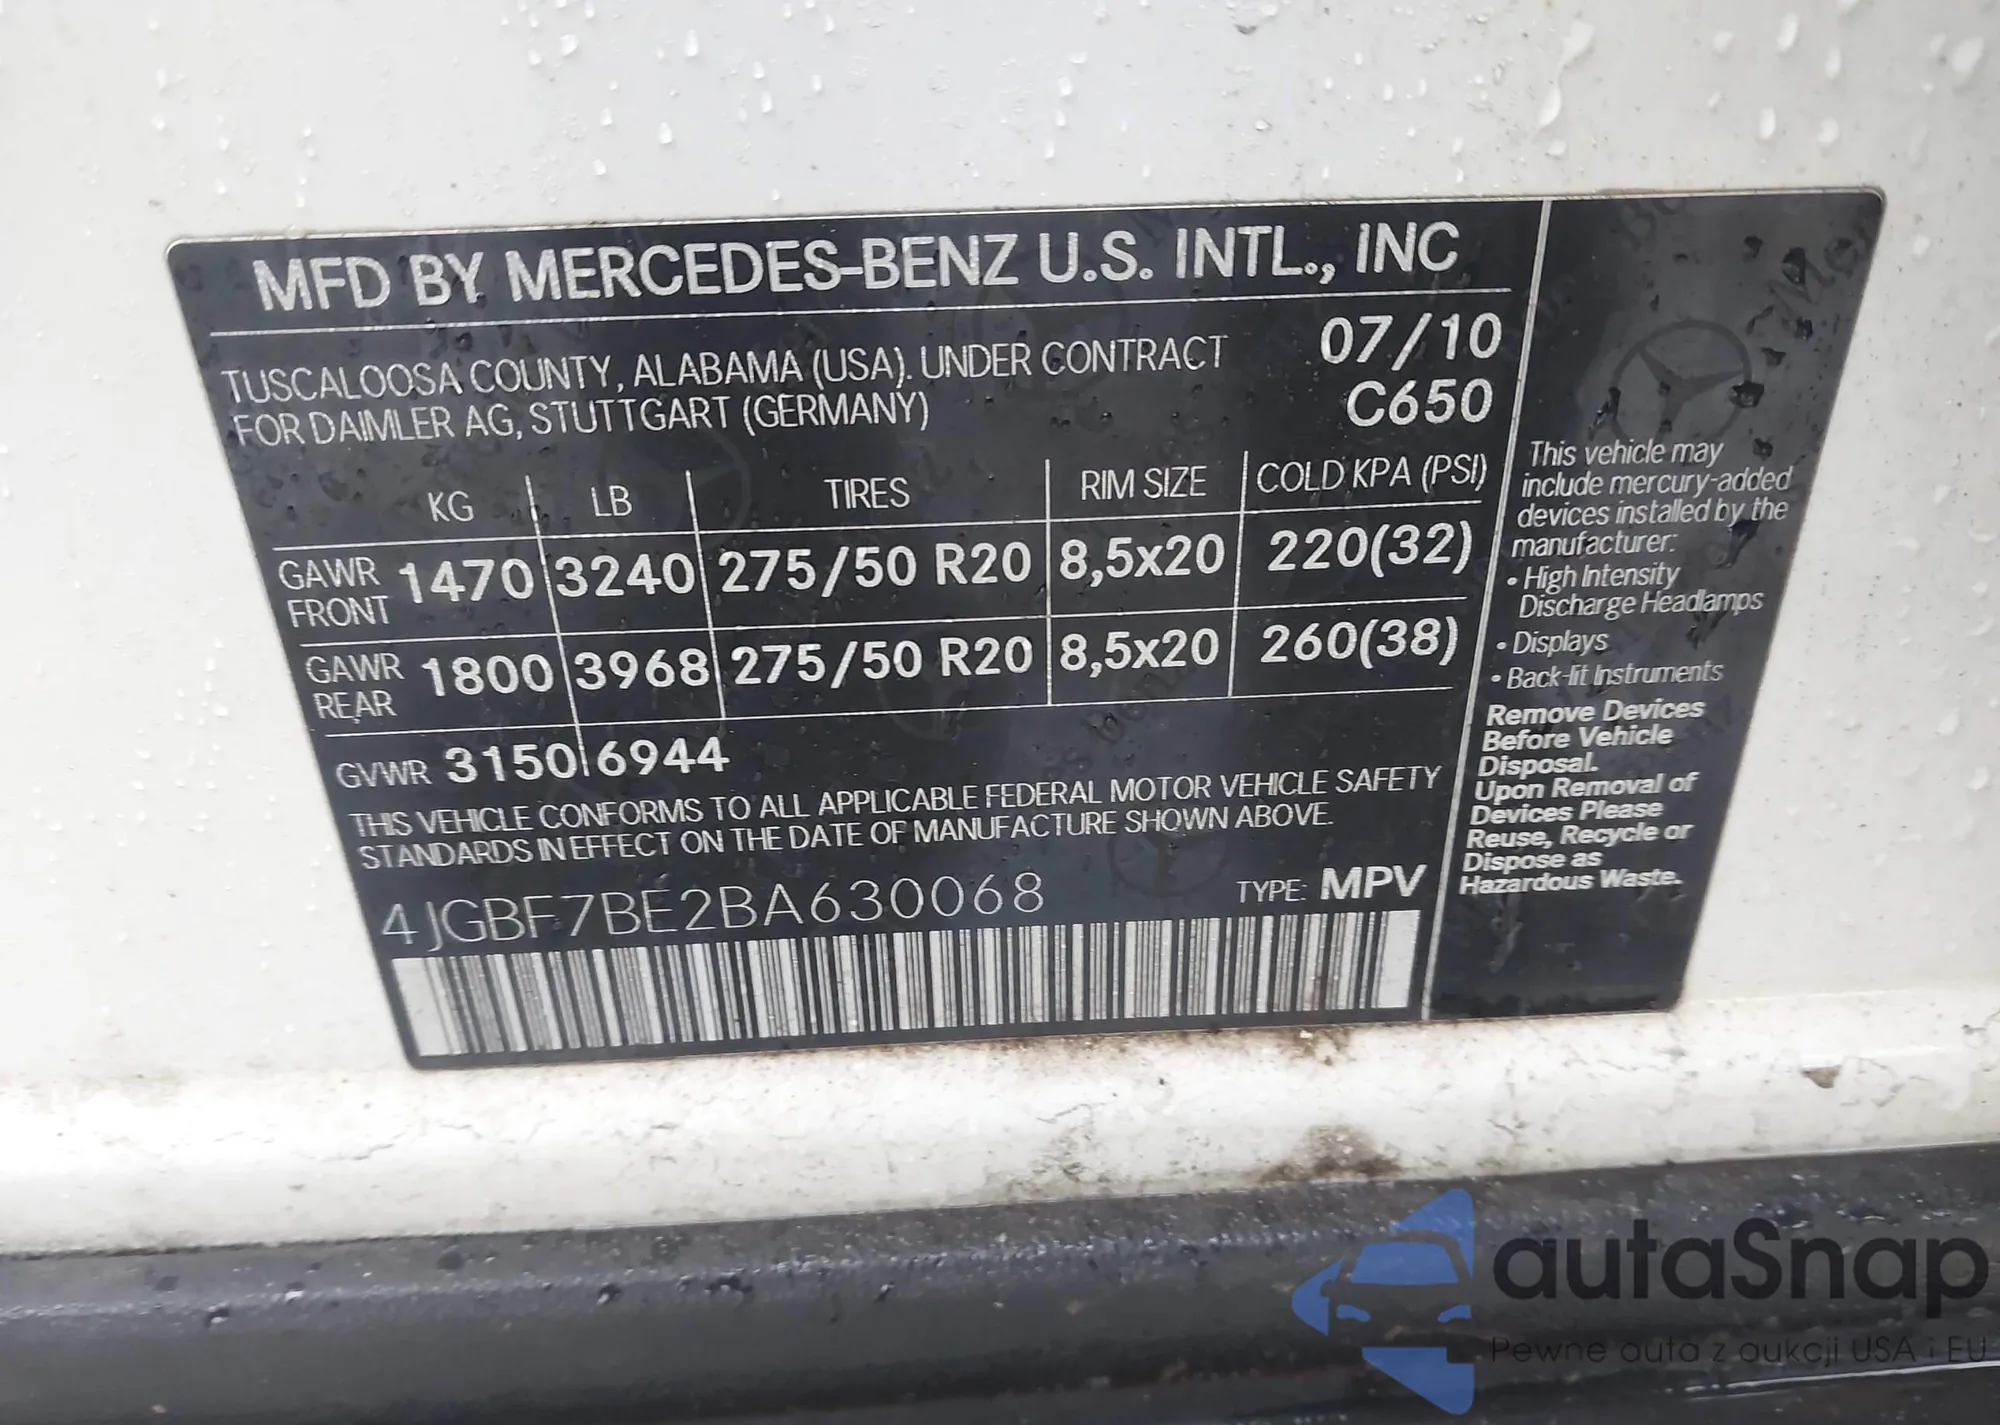 MFD BY MERCEDES-BENZ U.S. INTL., INC
TUSCALOOSA COUNTY, ALABAMA (USA). UNDER CONTRACT
FOR DAIMLER AG, STUTTGART (GERMANY)
07/10
C650
KG LB TIRES RIM SIZE COLD KPA (PSI)
GAWR FRONT 1470 3240 275/50 R20 8,5x20 220(32)
GAWR REAR 1800 3968 275/50 R20 8,5x20 260(38)
GVWR 3150 6944
THIS VEHICLE CONFORMS TO ALL APPLICABLE FEDERAL MOTOR VEHICLE SAFETY
STANDARDS IN EFFECT ON THE DATE OF MANUFACTURE SHOWN ABOVE.
4JGBF7BE2BA630068
TYPE: MPV
This vehicle may
include mercury-added
devices installed by the
manufacturer:
• High Intensity
Discharge Headlamps
• Displays
• Back-lit Instruments
Remove Devices
Before Vehicle
Disposal.
Upon Removal of
Devices Please
Reuse, Recycle or
Dispose as
Hazardous Waste.
autaSnap
Pewne auta z aukcji USA i EU